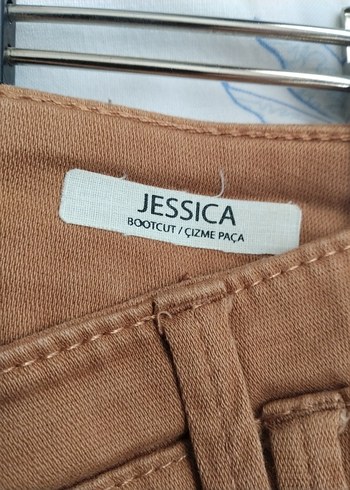 JESSICA
BOOTCUT / ÇIZME PAÇA